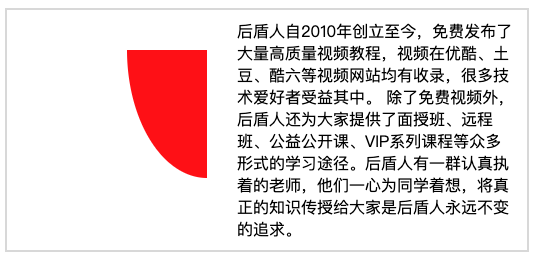 后盾人自2010年创立至今，免费发布了
大量高质量视频教程，视频在优酷、土
豆、酷六等视频网站均有收录，很多技
术爱好者受益其中。 除了免费视频外，
后盾人还为大家提供了面授班、远程
班、公益公开课、VIP系列课程等众多
形式的学习途径。后盾人有一群认真执
着的老师，他们一心为同学着想，将真
正的知识传授给大家是后盾人永远不变
的追求。